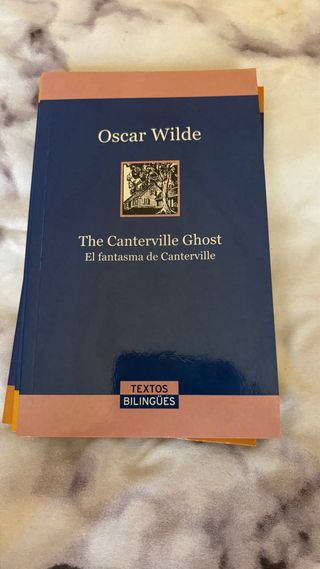 Oscar Wilde
The Canterville Ghost
El fantasma de Canterville
TEXTOS
BILINGÜES